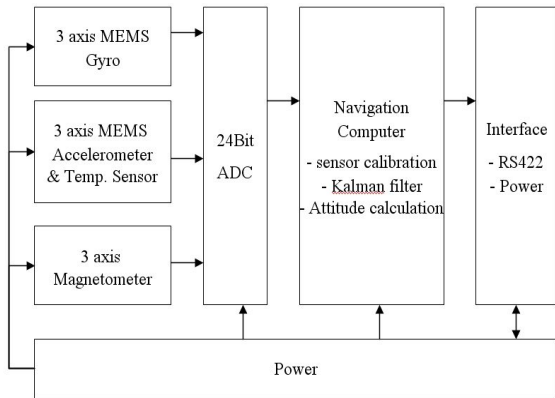 3 axis MEMS
Gyro
3 axis MEMS
Accelerometer
& Temp. Sensor
3 axis
Magnetometer
24Bit
ADC
Navigation
Computer
- sensor calibration
- Kalman filter
- Attitude calculation
Interface
- RS422
- Power
Power